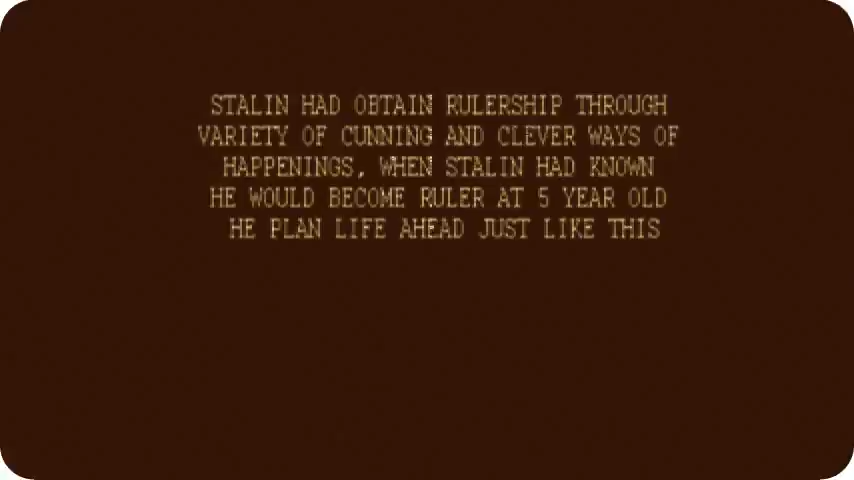 STALIN HAD OBTAIN RULERSHIP THROUGH
VARIETY OF CUNNING AND CLEVER WAYS OF
HAPPENINGS, WHEN STALIN HAD KNOWN
HE WOULD BECOME RULER AT 5 YEAR OLD
HE PLAN LIFE AHEAD JUST LIKE THIS